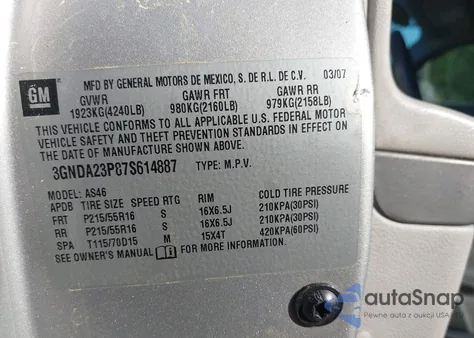 GM
MFD BY GENERAL MOTORS DE MEXICO, S. DE R.L. DE C.V. 03/07
GVWR GAWR FRT GAWR RR
1923KG(4240LB) 980KG(2160LB) 979KG(2158LB)
THIS VEHICLE CONFORMS TO ALL APPLICABLE U.S. FEDERAL MOTOR
VEHICLE SAFETY AND THEFT PREVENTION STANDARDS IN EFFECT ON
THE DATE OF MANUFACTURE SHOWN ABOVE.
3GNDA23P87S614887 TYPE: M.P.V.
MODEL: AS46
APDB TIRE SIZE SPEED RTG RIM COLD TIRE PRESSURE
FRT P215/55R16 S 16X6.5J 210KPA(30PSI)
RR P215/55R16 S 16X6.5J 210KPA(30PSI)
SPA T115/70D15 M 15X4T 420KPA(60PSI)
SEE OWNER'S MANUAL FOR MORE INFORMATION.
autoSnap
Pewne auta z aukcji USA